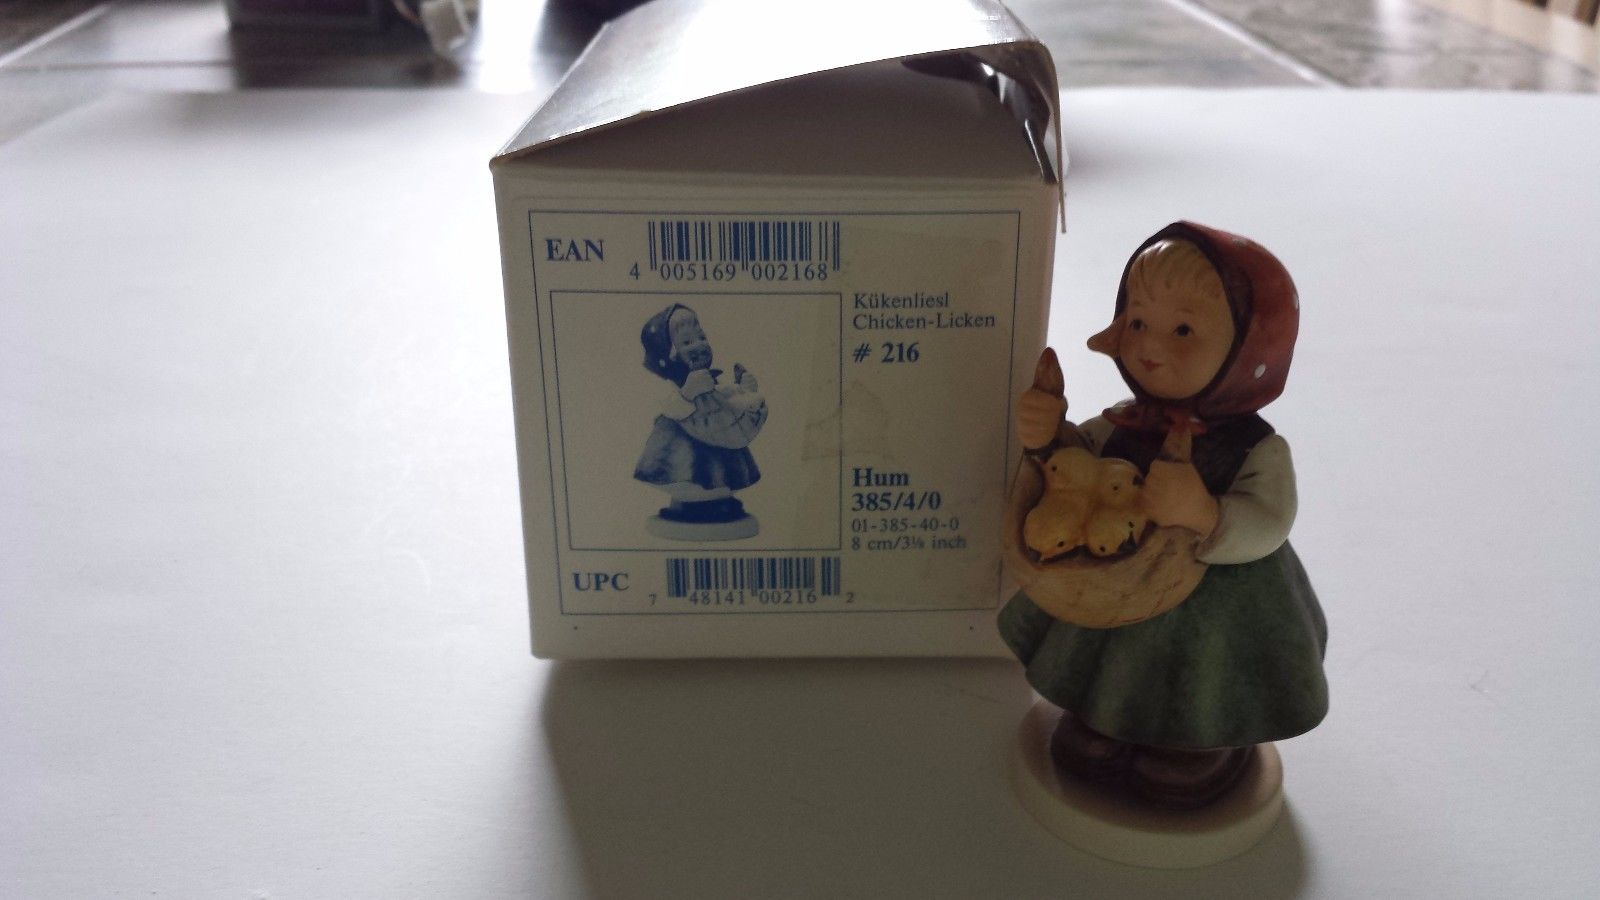 EAN
4 005169 002168
Kükenliesl
Chicken-Licken
# 216
Hum
385/4/0
01-385-40-0
8 cm/3¼ inch
UPC
7 48141 00216 2